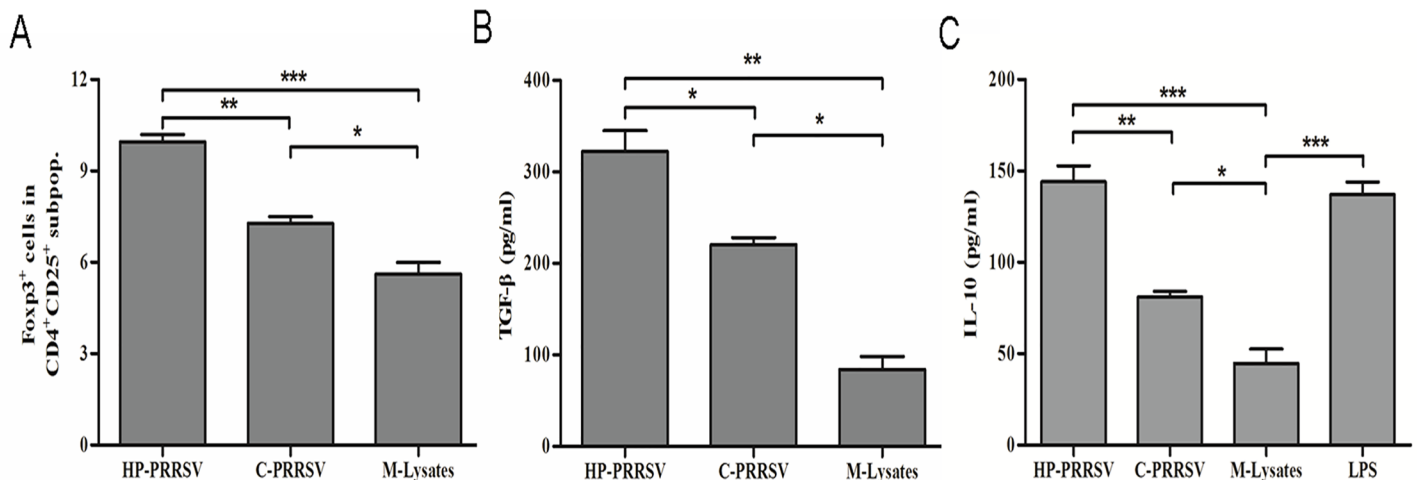 A
Foxp3⁺ cells in
CD4⁺CD25⁺ subpop.
12
9
6
3
0
***
**
*
HP-PRRSV
C-PRRSV
M-Lysates
B
TGF-β (pg/ml)
400
300
200
100
0
**
*
*
HP-PRRSV
C-PRRSV
M-Lysates
C
IL-10 (pg/ml)
200
150
100
50
0
***
**
***
*
HP-PRRSV
C-PRRSV
M-Lysates
LPS